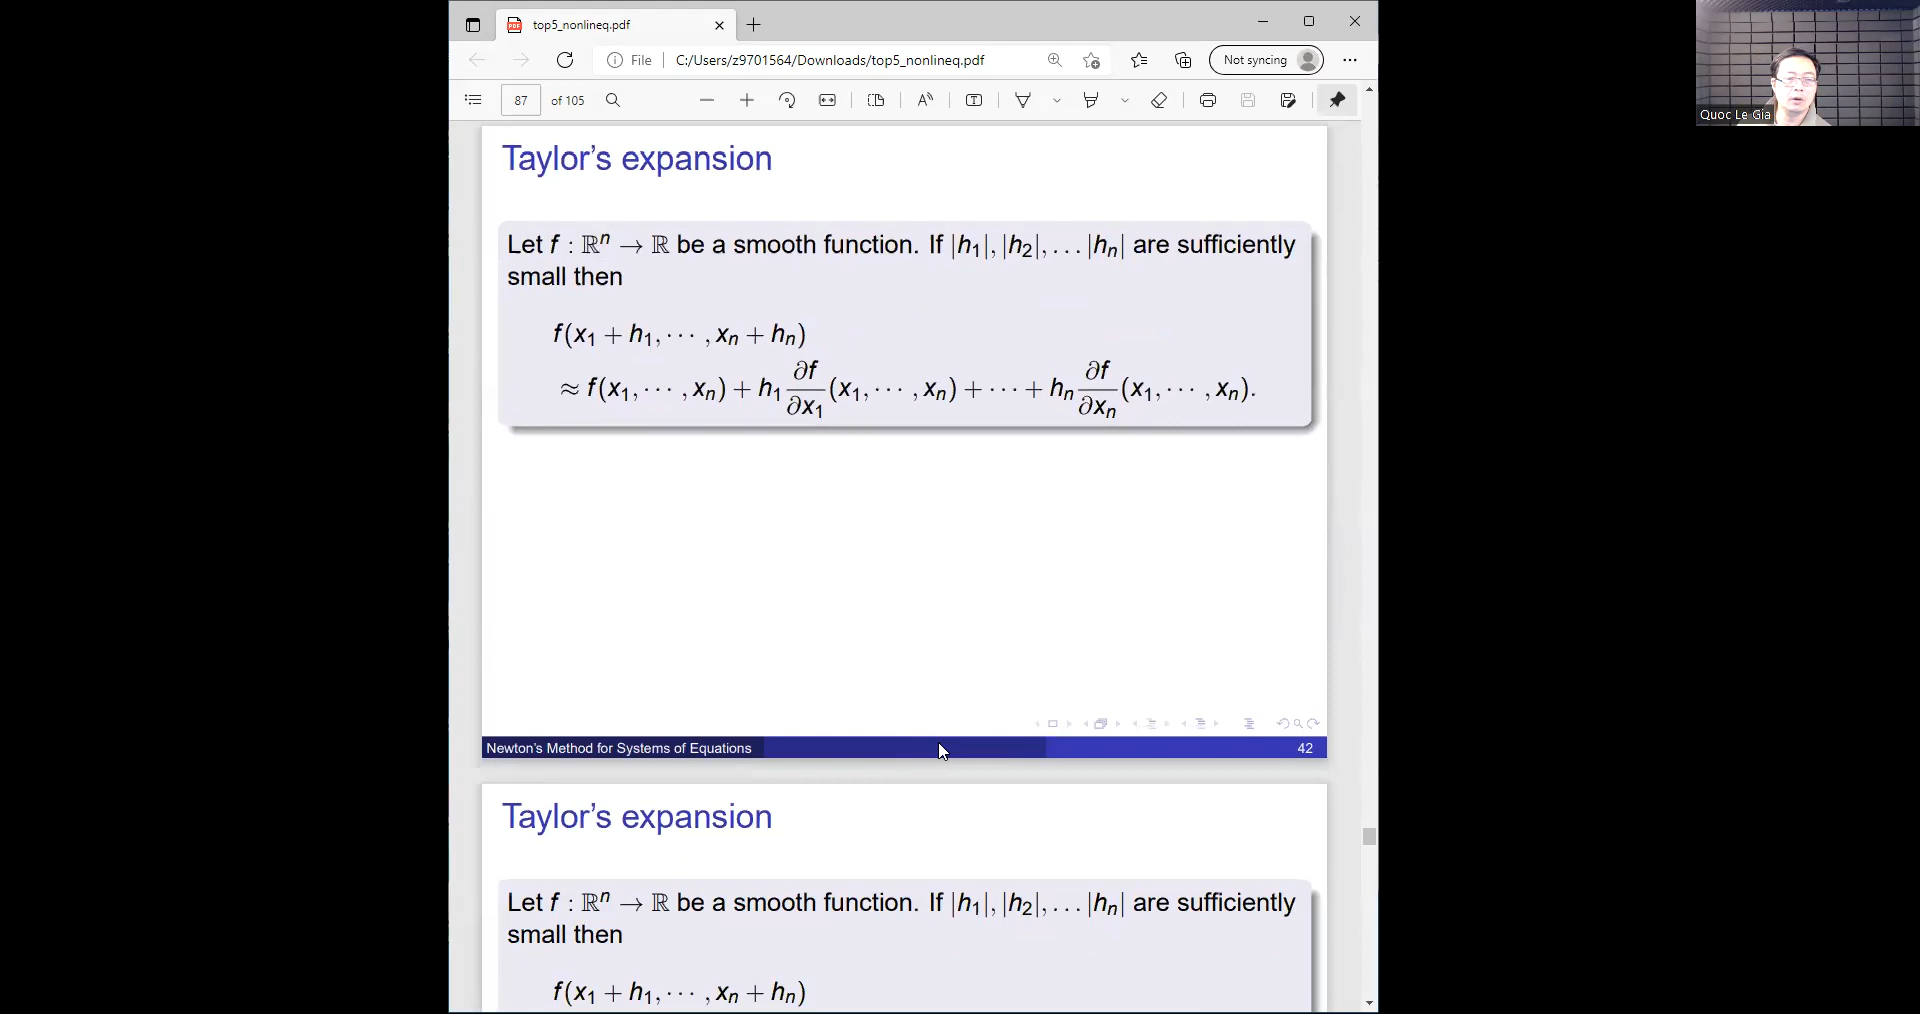 top5_nonlineq.pdf
File C:/Users/z9701564/Downloads/top5_nonlineq.pdf Not syncing
87 of 105
Quoc Le Gia
Taylor's expansion
Let f : ℝⁿ → ℝ be a smooth function. If |h₁|, |h₂|, . . . |hₙ| are sufficiently
small then
f(x₁ + h₁, ⋯ , xₙ + hₙ)
≈ f(x₁, ⋯ , xₙ) + h₁ ∂f/∂x₁ (x₁, ⋯ , xₙ) + ⋯ + hₙ ∂f/∂xₙ (x₁, ⋯ , xₙ).
Newton's Method for Systems of Equations 42
Taylor's expansion
Let f : ℝⁿ → ℝ be a smooth function. If |h₁|, |h₂|, . . . |hₙ| are sufficiently
small then
f(x₁ + h₁, ⋯ , xₙ + hₙ)